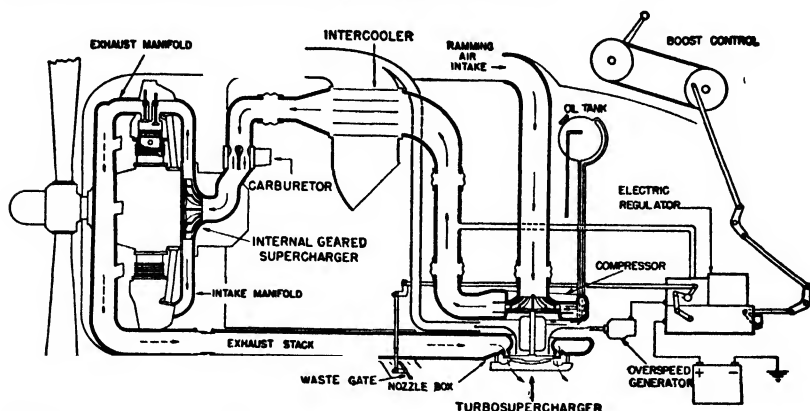 EXHAUST MANIFOLD
INTERCOOLER
RAMMING
AIR
INTAKE
BOOST CONTROL
OIL TANK
CARBURETOR
ELECTRIC
REGULATOR
INTERNAL GEARED
SUPERCHARGER
COMPRESSOR
INTAKE MANIFOLD
EXHAUST STACK
WASTE GATE
NOZZLE BOX
OVERSPEED
GENERATOR
+ −
TURBOSUPERCHARGER